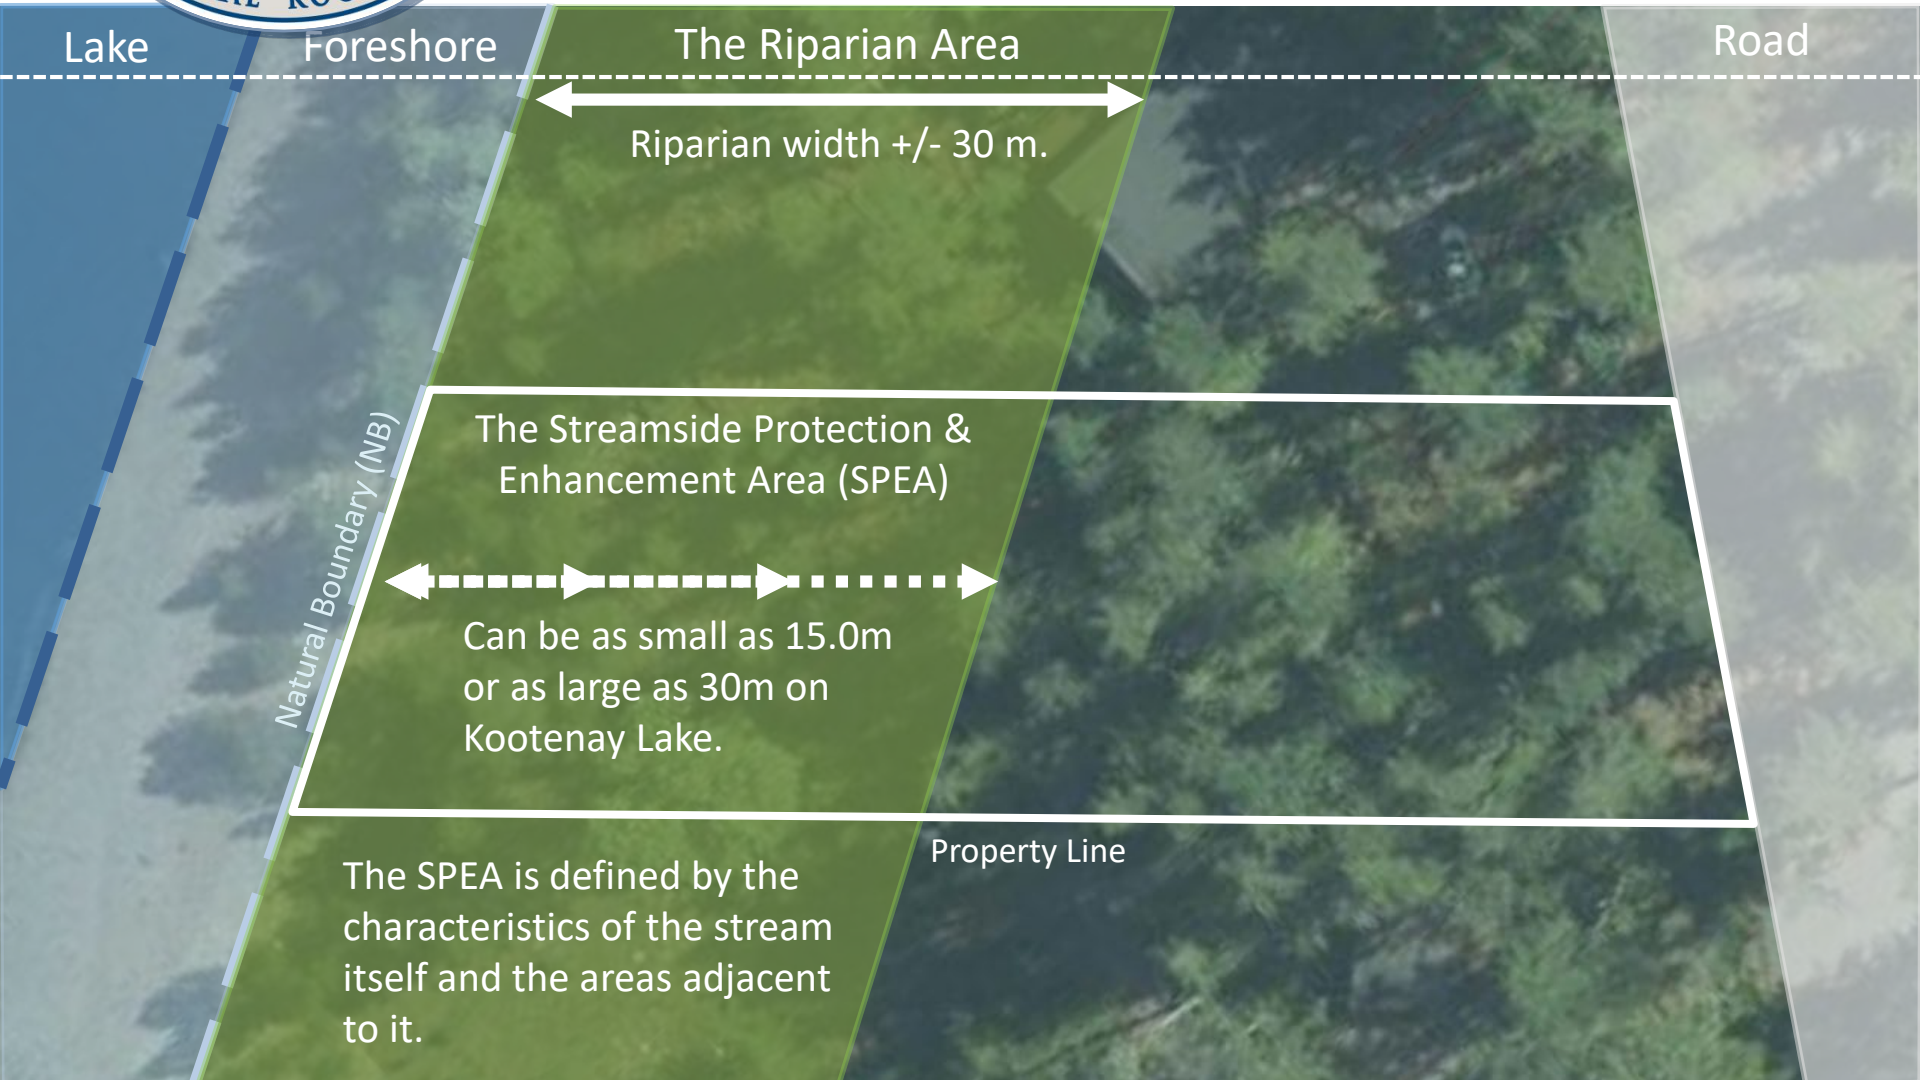 Lake
Foreshore
The Riparian Area
Road
Riparian width +/- 30 m.
Natural Boundary (NB)
The Streamside Protection &
Enhancement Area (SPEA)
Can be as small as 15.0m
or as large as 30m on
Kootenay Lake.
Property Line
The SPEA is defined by the
characteristics of the stream
itself and the areas adjacent
to it.